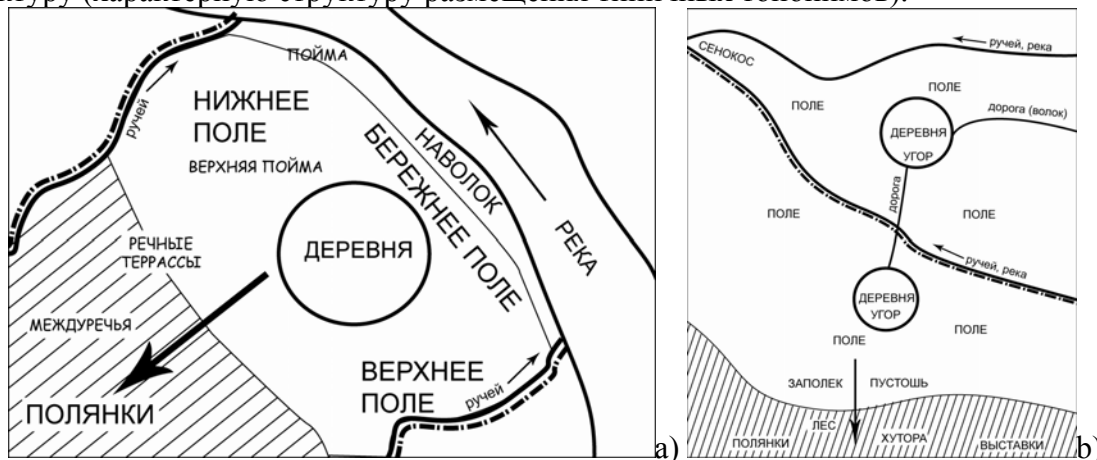 ктуру (характерную структуру размещения типичных топонимов).
ПОЙМА
ручей
НИЖНЕЕ
ПОЛЕ
ВЕРХНЯЯ ПОЙМА
НАВОЛОК
БЕРЕЖНЕЕ ПОЛЕ
РЕКА
ДЕРЕВНЯ
РЕЧНЫЕ
ТЕРРАССЫ
МЕЖДУРЕЧЬЯ
ПОЛЯНКИ
ВЕРХНЕЕ
ПОЛЕ
ручей
a)
СЕНОКОС
ручей, река
ПОЛЕ
ПОЛЕ
дорога (волок)
ДЕРЕВНЯ
УГОР
дорога
ПОЛЕ
ПОЛЕ
ручей, река
ДЕРЕВНЯ
УГОР
ПОЛЕ
ПОЛЕ
ЗАПОЛЕК
ПУСТОШЬ
ЛЕС
ПОЛЯНКИ
ХУТОРА
ВЫСТАВКИ
b)